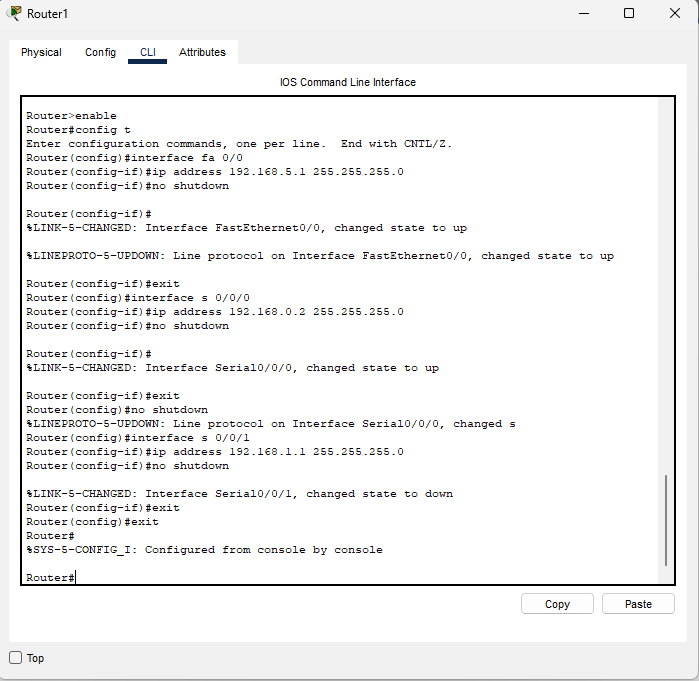 Router1
Physical Config CLI Attributes
IOS Command Line Interface
Router>enable
Router#config t
Enter configuration commands, one per line. End with CNTL/Z.
Router(config)#interface fa 0/0
Router(config-if)#ip address 192.168.5.1 255.255.255.0
Router(config-if)#no shutdown
Router(config-if)#
%LINK-5-CHANGED: Interface FastEthernet0/0, changed state to up
%LINEPROTO-5-UPDOWN: Line protocol on Interface FastEthernet0/0, changed state to up
Router(config-if)#exit
Router(config)#interface s 0/0/0
Router(config-if)#ip address 192.168.0.2 255.255.255.0
Router(config-if)#no shutdown
Router(config-if)#
%LINK-5-CHANGED: Interface Serial0/0/0, changed state to up
Router(config-if)#exit
Router(config)#no shutdown
%LINEPROTO-5-UPDOWN: Line protocol on Interface Serial0/0/0, changed s
Router(config)#interface s 0/0/1
Router(config-if)#ip address 192.168.1.1 255.255.255.0
Router(config-if)#no shutdown
%LINK-5-CHANGED: Interface Serial0/0/1, changed state to down
Router(config-if)#exit
Router(config)#exit
Router#
%SYS-5-CONFIG_I: Configured from console by console
Router#
Copy Paste
Top